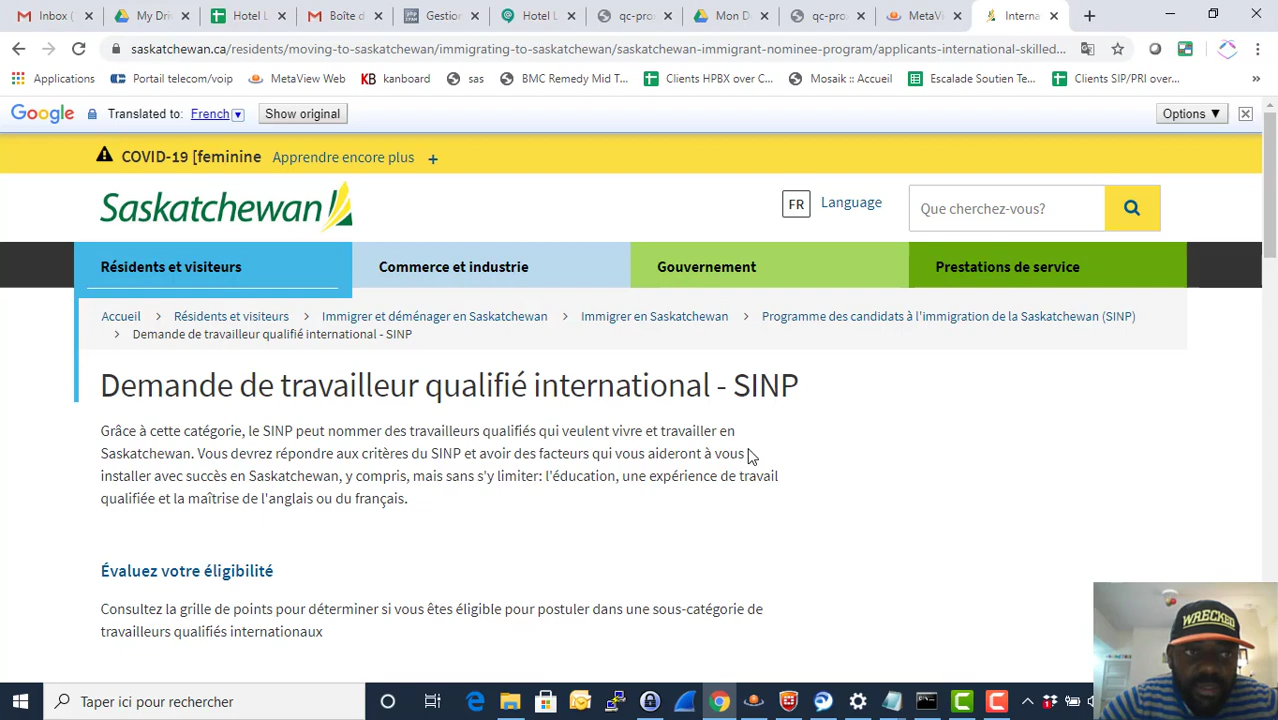 Inbox (
My Dri
Hotel L
Boîte d
Gestion
Hotel L
qc-pro
Mon D
qc-pro
MetaVi
Interna
saskatchewan.ca/residents/moving-to-saskatchewan/immigrating-to-saskatchewan/saskatchewan-immigrant-nominee-program/applicants-international-skilled...
Applications
Portail telecom/voip
MetaView Web
KB kanboard
sas
BMC Remedy Mid T...
Clients HPBX over C...
Mosaik :: Accueil
Escalade Soutien Te...
Clients SIP/PRI over...
»
Google Translated to: French Show original Options ▼
COVID-19 [feminine Apprendre encore plus +
Saskatchewan
FR Language
Que cherchez-vous?
Résidents et visiteurs
Commerce et industrie
Gouvernement
Prestations de service
Accueil > Résidents et visiteurs > Immigrer et déménager en Saskatchewan > Immigrer en Saskatchewan > Programme des candidats à l'immigration de la Saskatchewan (SINP)
> Demande de travailleur qualifié international - SINP
Demande de travailleur qualifié international - SINP
Grâce à cette catégorie, le SINP peut nommer des travailleurs qualifiés qui veulent vivre et travailler en
Saskatchewan. Vous devrez répondre aux critères du SINP et avoir des facteurs qui vous aideront à vous
installer avec succès en Saskatchewan, y compris, mais sans s'y limiter: l'éducation, une expérience de travail
qualifiée et la maîtrise de l'anglais ou du français.
Évaluez votre éligibilité
Consultez la grille de points pour déterminer si vous êtes éligible pour postuler dans une sous-catégorie de
travailleurs qualifiés internationaux
WRECKED
Taper ici pour rechercher